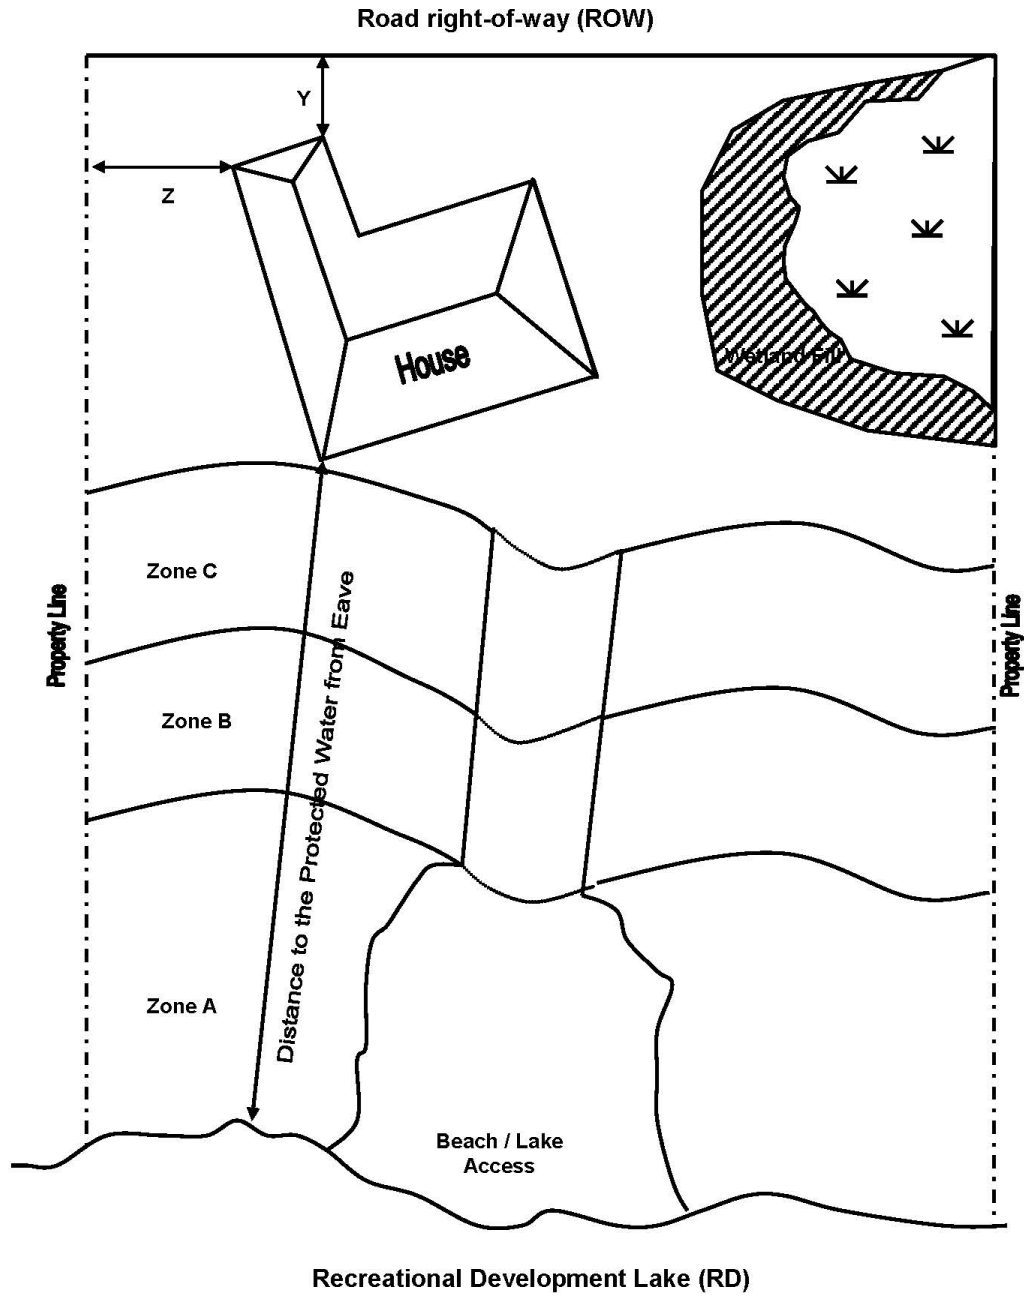 Road right-of-way (ROW)
Y
Z
House
Wetland Fill
Zone C
Property Line
Property Line
Distance to the Protected Water from Eave
Zone B
Zone A
Beach / Lake
Access
Recreational Development Lake (RD)